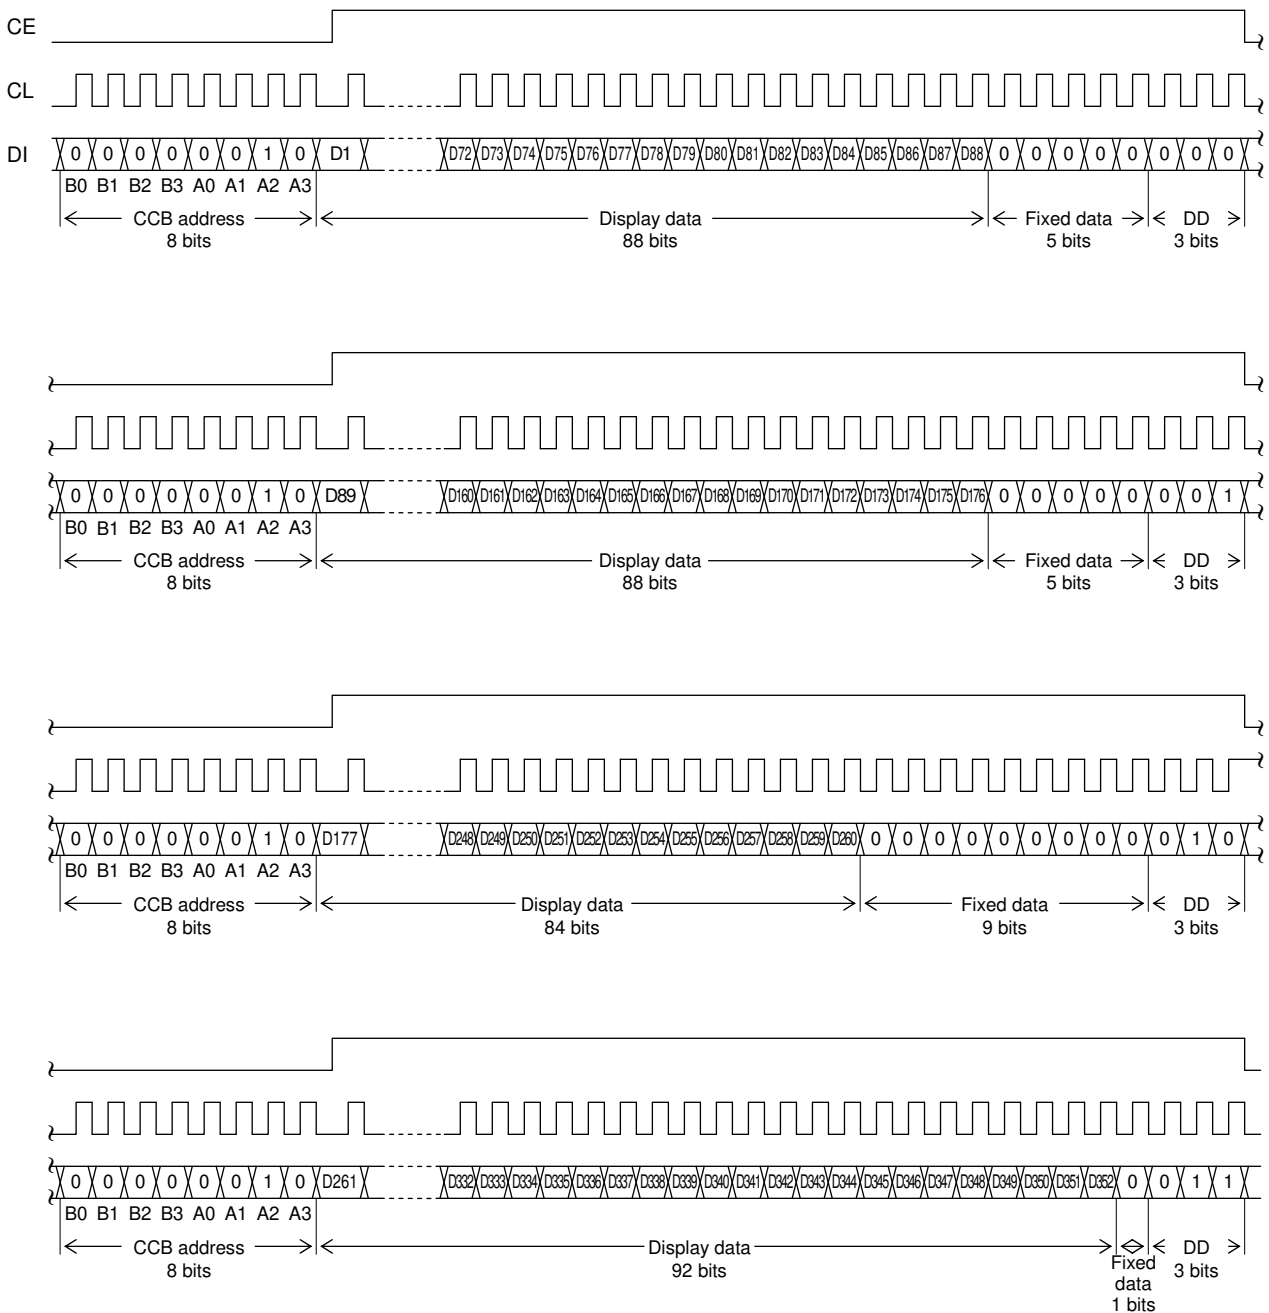 CE
CL
DI 0 0 0 0 0 0 1 0 D1 D72 D73 D74 D75 D76 D77 D78 D79 D80 D81 D82 D83 D84 D85 D86 D87 D88 0 0 0 0 0 0 0 0
B0 B1 B2 B3 A0 A1 A2 A3
CCB address Display data Fixed data DD
8 bits 88 bits 5 bits 3 bits
0 0 0 0 0 0 1 0 D89 D160 D161 D162 D163 D164 D165 D166 D167 D168 D169 D170 D171 D172 D173 D174 D175 D176 0 0 0 0 0 0 0 1
B0 B1 B2 B3 A0 A1 A2 A3
CCB address Display data Fixed data DD
8 bits 88 bits 5 bits 3 bits
0 0 0 0 0 0 1 0 D177 D248 D249 D250 D251 D252 D253 D254 D255 D256 D257 D258 D259 D260 0 0 0 0 0 0 0 0 0 0 1 0
B0 B1 B2 B3 A0 A1 A2 A3
CCB address Display data Fixed data DD
8 bits 84 bits 9 bits 3 bits
0 0 0 0 0 0 1 0 D261 D332 D333 D334 D335 D336 D337 D338 D339 D340 D341 D342 D343 D344 D345 D346 D347 D348 D349 D350 D351 D352 0 0 1 1
B0 B1 B2 B3 A0 A1 A2 A3
CCB address Display data DD
8 bits 92 bits 3 bits
Fixed
data
1 bits